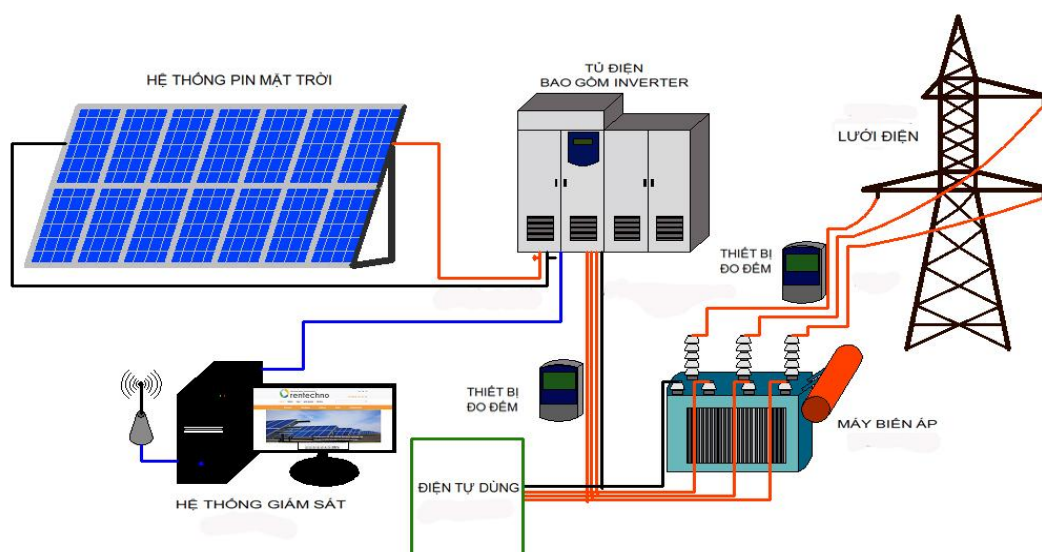 HỆ THỐNG PIN MẶT TRỜI
TỦ ĐIỆN
BAO GỒM INVERTER
LƯỚI ĐIỆN
THIẾT BỊ
ĐO ĐẾM
rentechno
THIẾT BỊ
ĐO ĐẾM
MÁY BIẾN ÁP
ĐIỆN TỰ DÙNG
HỆ THỐNG GIÁM SÁT